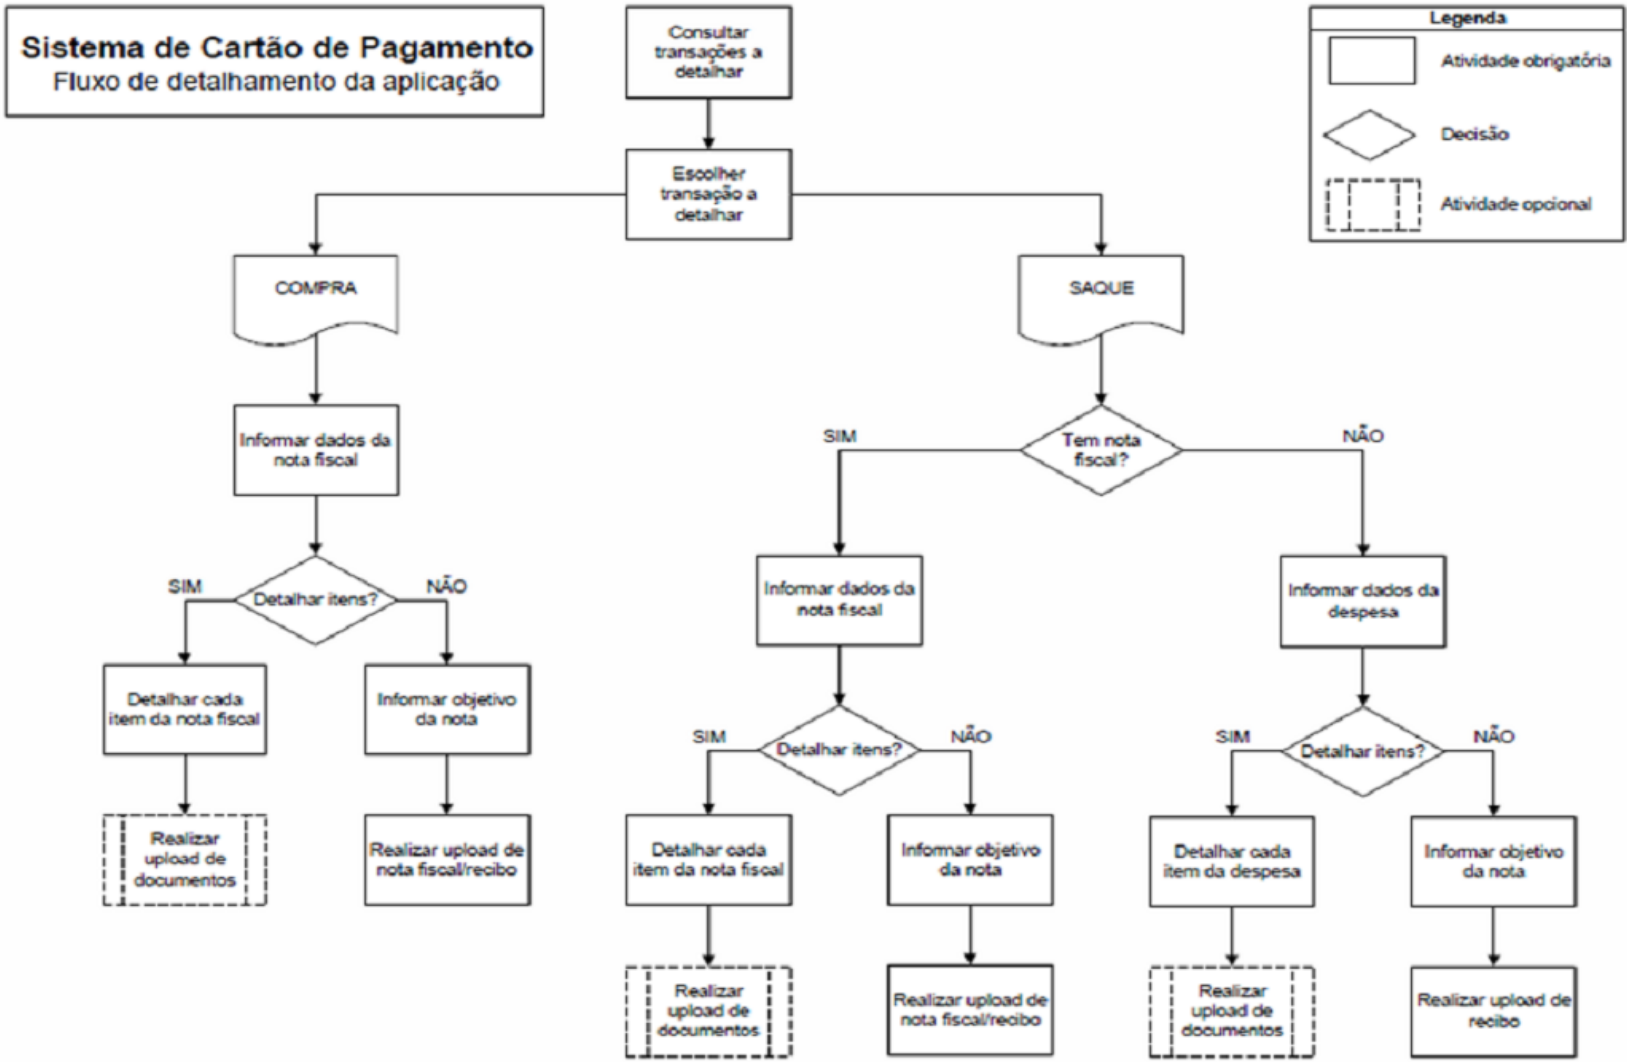 Sistema de Cartão de Pagamento
Fluxo de detalhamento da aplicação
Consultar
transações a
detalhar
Legenda
Atividade obrigatória
Decisão
Atividade opcional
Escolher
transação a
detalhar
COMPRA
SAQUE
Informar dados da
nota fiscal
SIM
Tem nota
fiscal?
NÃO
SIM
Detalhar itens?
NÃO
Informar dados da
nota fiscal
Informar dados da
despesa
Detalhar cada
item da nota fiscal
Informar objetivo
da nota
SIM
Detalhar itens?
NÃO
SIM
Detalhar itens?
NÃO
Realizar
upload de
documentos
Realizar upload de
nota fiscal/recibo
Detalhar cada
item da nota fiscal
Informar objetivo
da nota
Detalhar cada
item da despesa
Informar objetivo
da nota
Realizar
upload de
documentos
Realizar upload de
nota fiscal/recibo
Realizar
upload de
documentos
Realizar upload de
recibo